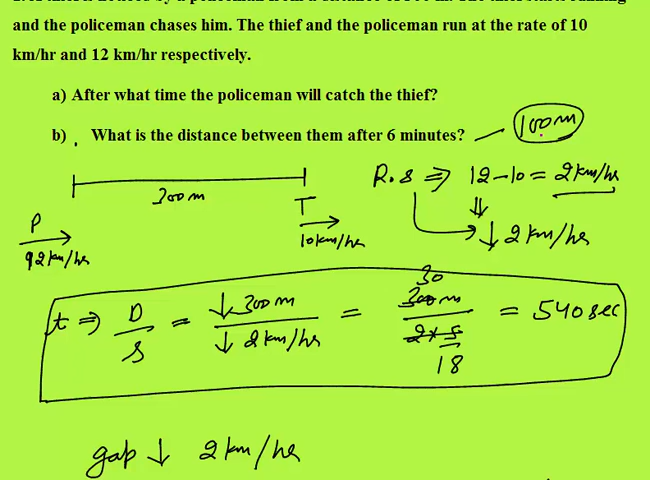 and the policeman chases him. The thief and the policeman run at the rate of 10
km/hr and 12 km/hr respectively.
a) After what time the policeman will catch the thief?
b) . What is the distance between them after 6 minutes? 100m
300m
R.S ⇒ 12-10 = 2km/hr
P
T
⇓
12km/hr
10km/hr
↓ 2km/hr
t ⇒ D/S = ↓300m/↓2km/hr = 30 300m/2×5/18 = 540sec
gap ↓ 2km/hr